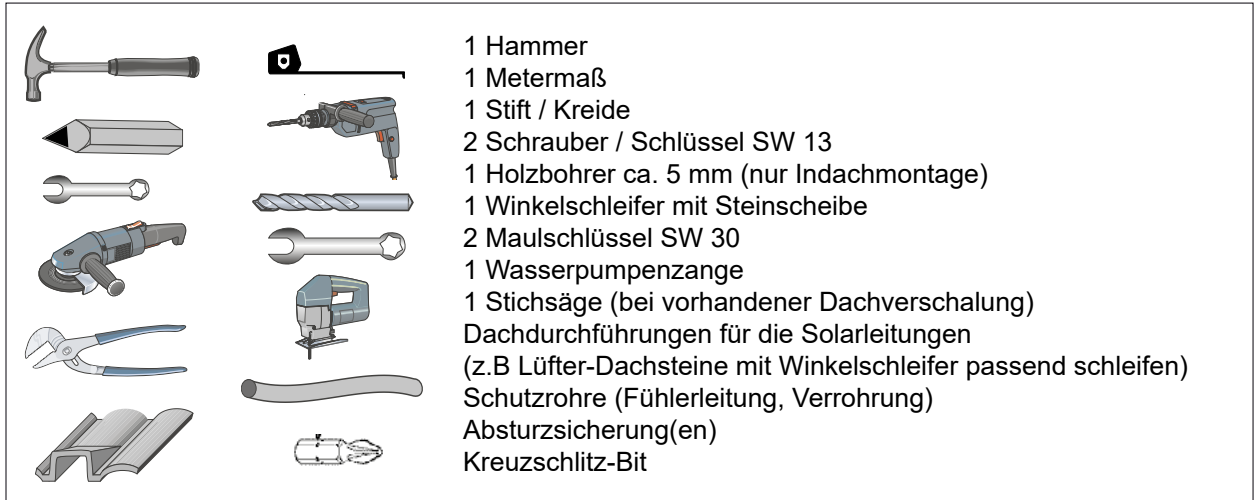 1 Hammer
1 Metermaß
1 Stift / Kreide
2 Schrauber / Schlüssel SW 13
1 Holzbohrer ca. 5 mm (nur Indachmontage)
1 Winkelschleifer mit Steinscheibe
2 Maulschlüssel SW 30
1 Wasserpumpenzange
1 Stichsäge (bei vorhandener Dachverschalung)
Dachdurchführungen für die Solarleitungen
(z.B Lüfter-Dachsteine mit Winkelschleifer passend schleifen)
Schutzrohre (Fühlerleitung, Verrohrung)
Absturzsicherung(en)
Kreuzschlitz-Bit